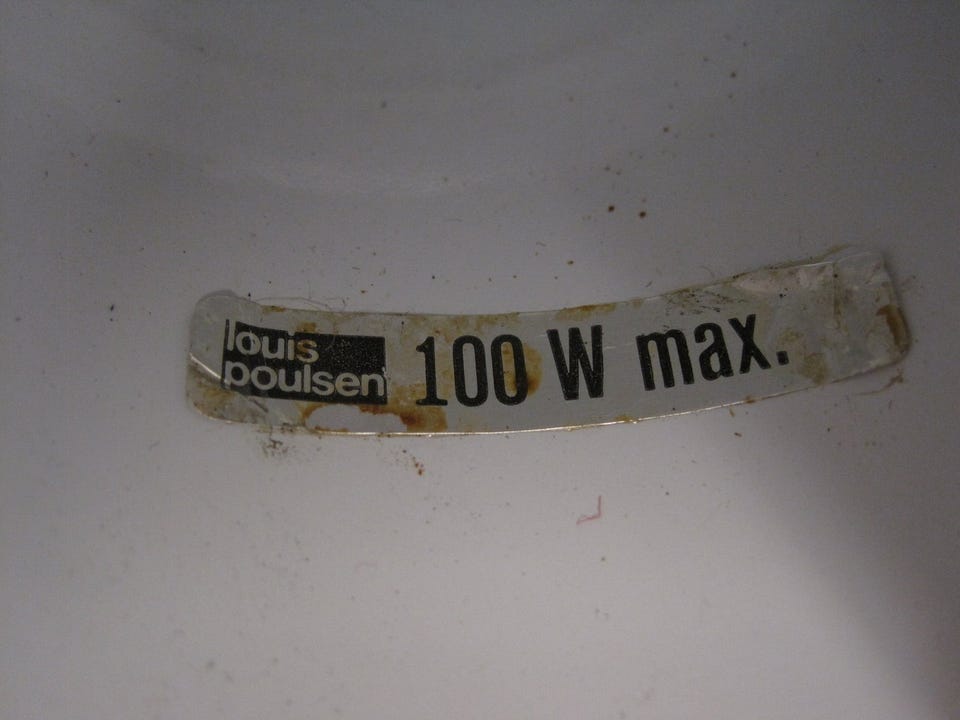 louis
poulsen
100 W max.